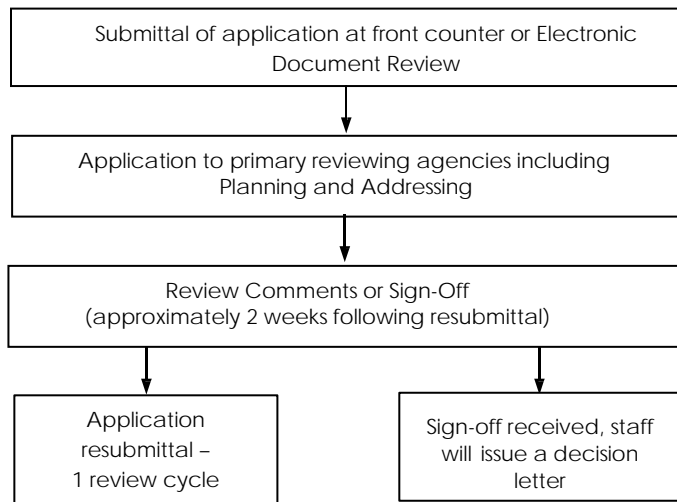 Submittal of application at front counter or Electronic
Document Review
Application to primary reviewing agencies including
Planning and Addressing
Review Comments or Sign-Off
(approximately 2 weeks following resubmittal)
Application
resubmittal –
1 review cycle
Sign-off received, staff
will issue a decision
letter